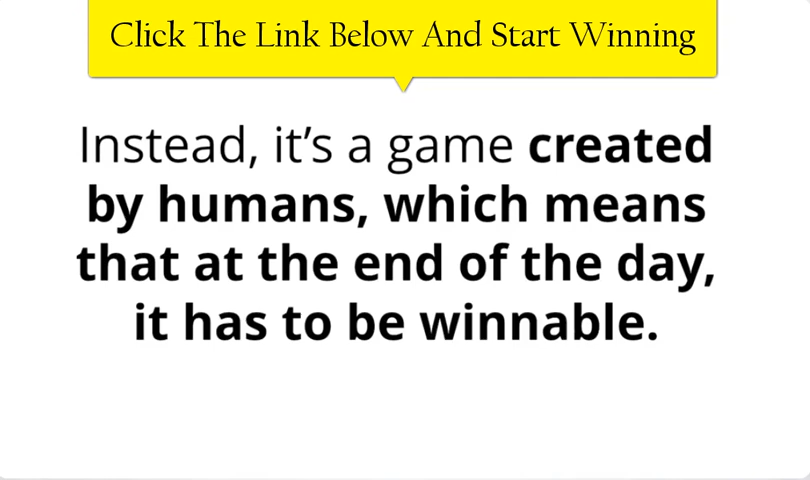 Click The Link Below And Start Winning
Instead, it’s a game created
by humans, which means
that at the end of the day,
it has to be winnable.